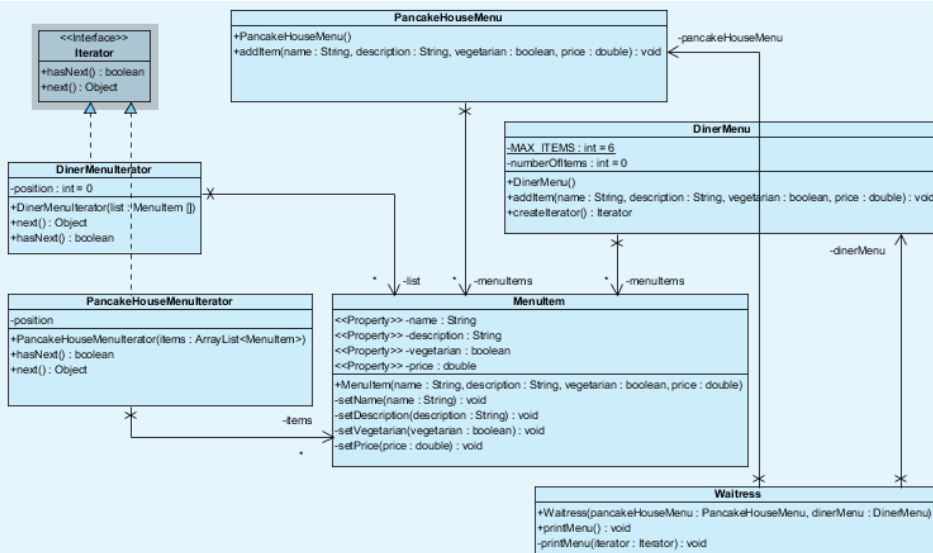 PancakeHouseMenu
+PancakeHouseMenu()
+addItem(name : String, description : String, vegetarian : boolean, price : double) : void
<<Interface>>
Iterator
+hasNext() : boolean
+next() : Object
-pancakeHouseMenu
DinerMenu
-MAX_ITEMS : int = 6
-numberOfItems : int = 0
+DinerMenu()
+addItem(name : String, description : String, vegetarian : boolean, price : double) : void
+createIterator() : Iterator
DinerMenuIterator
-position : int = 0
+DinerMenuIterator(list : MenuItem [])
+next() : Object
+hasNext() : boolean
-dinerMenu
* -list
* -menuItems
* -menuItems
PancakeHouseMenuIterator
-position
+PancakeHouseMenuIterator(items : ArrayList<MenuItem>)
+hasNext() : boolean
+next() : Object
MenuItem
<<Property>> -name : String
<<Property>> -description : String
<<Property>> -vegetarian : boolean
<<Property>> -price : double
+MenuItem(name : String, description : String, vegetarian : boolean, price : double)
-setName(name : String) : void
-setDescription(description : String) : void
-setVegetarian(vegetarian : boolean) : void
-setPrice(price : double) : void
-items
*
Waitress
+Waitress(pancakeHouseMenu : PancakeHouseMenu, dinerMenu : DinerMenu)
+printMenu() : void
-printMenu(iterator : Iterator) : void